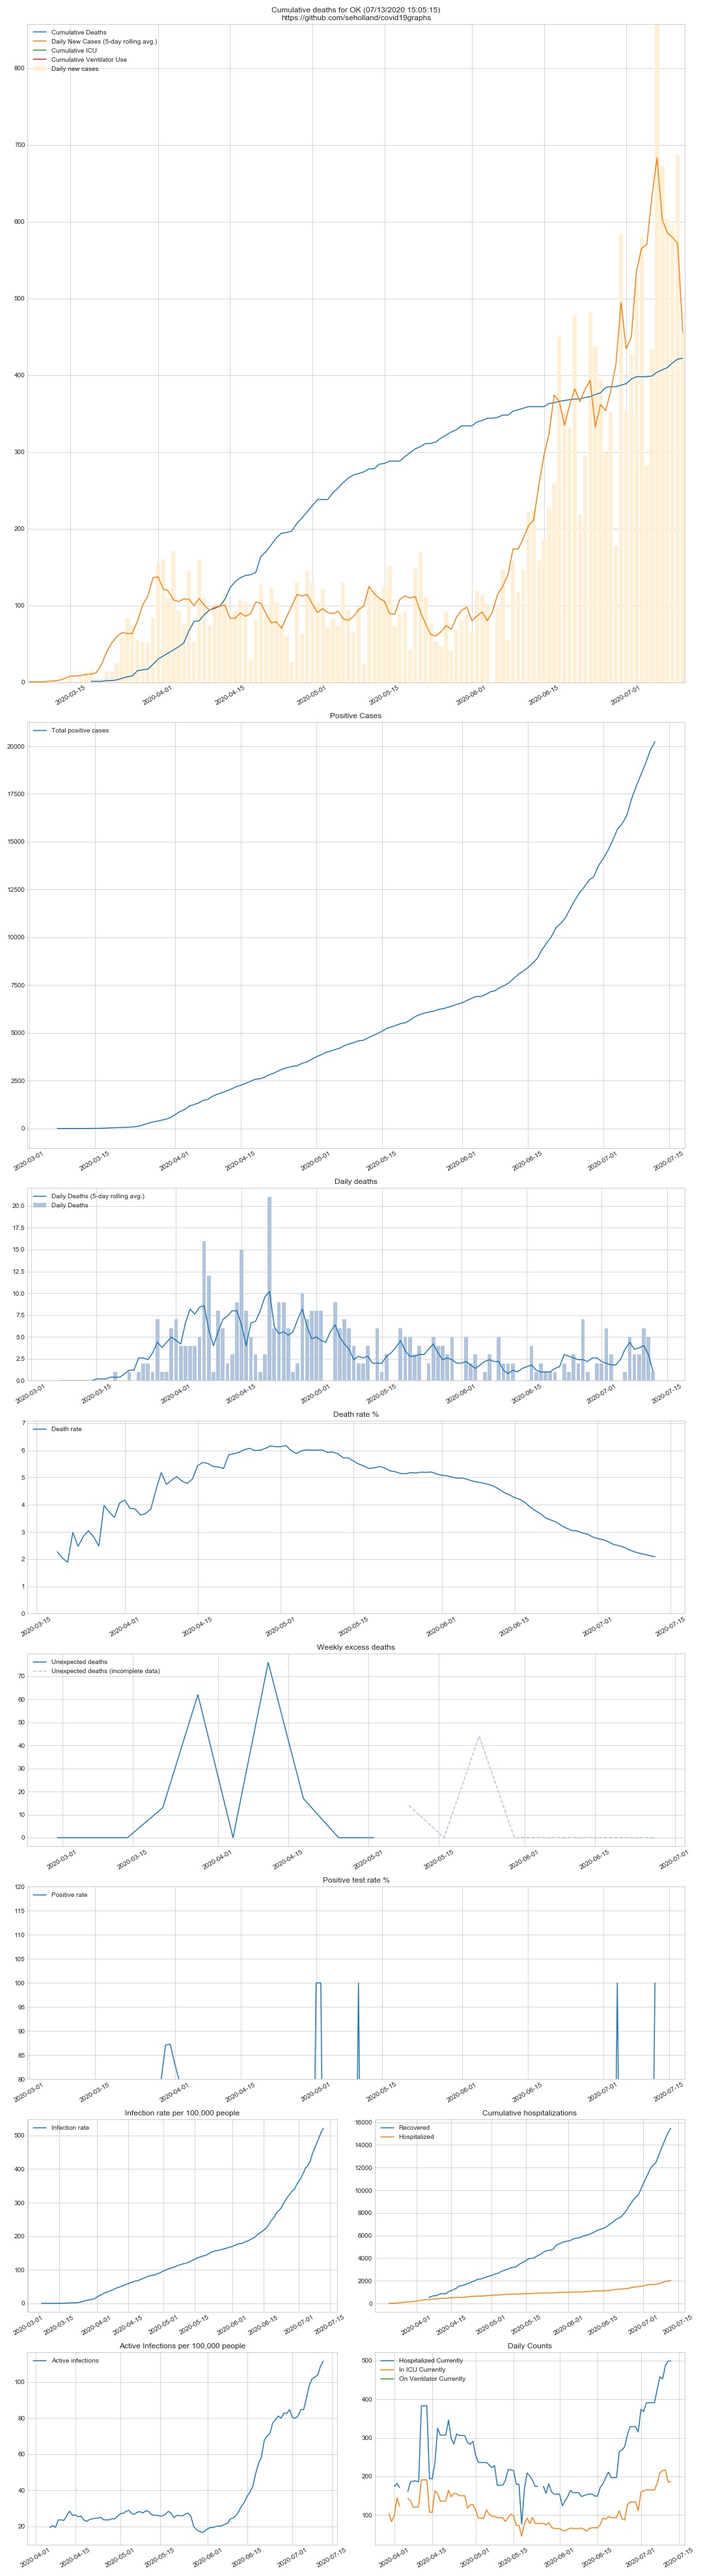 Cumulative deaths for OK (07/13/2020 15:05:15)
https://github.com/seholland/covid19graphs
Cumulative Deaths
Daily New Cases (5-day rolling avg.)
Cumulative ICU
Cumulative Ventilator Use
Daily new cases
800
700
600
500
400
300
200
100
0
2020-03-15 2020-04-01 2020-04-15 2020-05-01 2020-05-15 2020-06-01 2020-06-15 2020-07-01
Positive Cases
Total positive cases
20000
17500
15000
12500
10000
7500
5000
2500
0
2020-03-01 2020-03-15 2020-04-01 2020-04-15 2020-05-01 2020-05-15 2020-06-01 2020-06-15 2020-07-01 2020-07-15
Daily deaths
Daily Deaths (5-day rolling avg.)
Daily Deaths
20.0
17.5
15.0
12.5
10.0
7.5
5.0
2.5
0.0
2020-03-01 2020-03-15 2020-04-01 2020-04-15 2020-05-01 2020-05-15 2020-06-01 2020-06-15 2020-07-01 2020-07-15
Death rate %
Death rate
7
6
5
4
3
2
1
0
2020-03-15 2020-04-01 2020-04-15 2020-05-01 2020-05-15 2020-06-01 2020-06-15 2020-07-01 2020-07-15
Weekly excess deaths
Unexpected deaths
Unexpected deaths (incomplete data)
70
60
50
40
30
20
10
0
2020-03-01 2020-03-15 2020-04-01 2020-04-15 2020-05-01 2020-05-15 2020-06-01 2020-06-15 2020-07-01
Positive test rate %
Positive rate
120
115
110
105
100
95
90
85
80
2020-03-01 2020-03-15 2020-04-01 2020-04-15 2020-05-01 2020-05-15 2020-06-01 2020-06-15 2020-07-01 2020-07-15
Infection rate per 100,000 people
Infection rate
500
400
300
200
100
0
2020-03-01 2020-03-15 2020-04-01 2020-04-15 2020-05-01 2020-05-15 2020-06-01 2020-06-15 2020-07-01 2020-07-15
Cumulative hospitalizations
Recovered
Hospitalized
16000
14000
12000
10000
8000
6000
4000
2000
0
2020-04-01 2020-04-15 2020-05-01 2020-05-15 2020-06-01 2020-06-15 2020-07-01 2020-07-15
Active Infections per 100,000 people
Active infections
100
80
60
40
20
2020-04-01 2020-04-15 2020-05-01 2020-05-15 2020-06-01 2020-06-15 2020-07-01 2020-07-15
Daily Counts
Hospitalized Currently
In ICU Currently
On Ventilator Currently
500
400
300
200
100
2020-04-01 2020-04-15 2020-05-01 2020-05-15 2020-06-01 2020-06-15 2020-07-01 2020-07-15